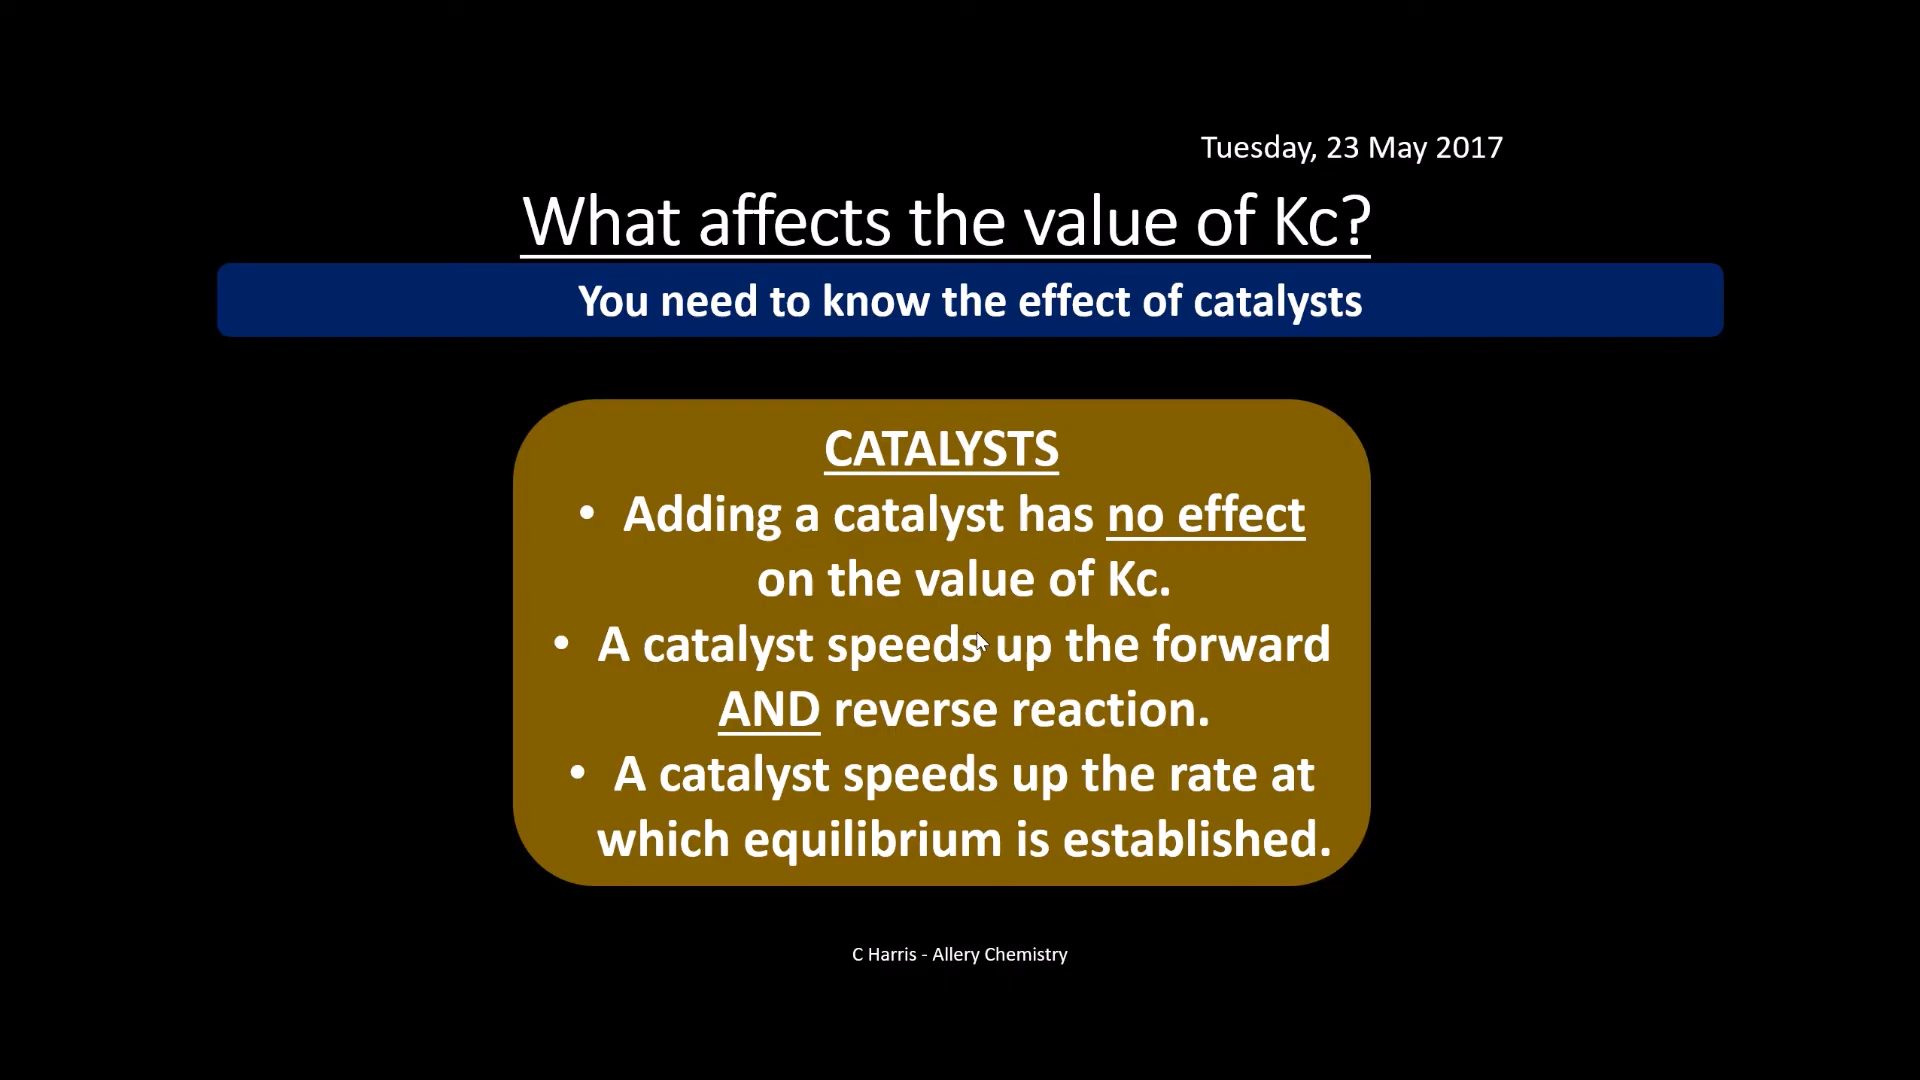 Tuesday, 23 May 2017
What affects the value of Kc?
You need to know the effect of catalysts
CATALYSTS
• Adding a catalyst has no effect
on the value of Kc.
• A catalyst speeds up the forward
AND reverse reaction.
• A catalyst speeds up the rate at
which equilibrium is established.
C Harris - Allery Chemistry